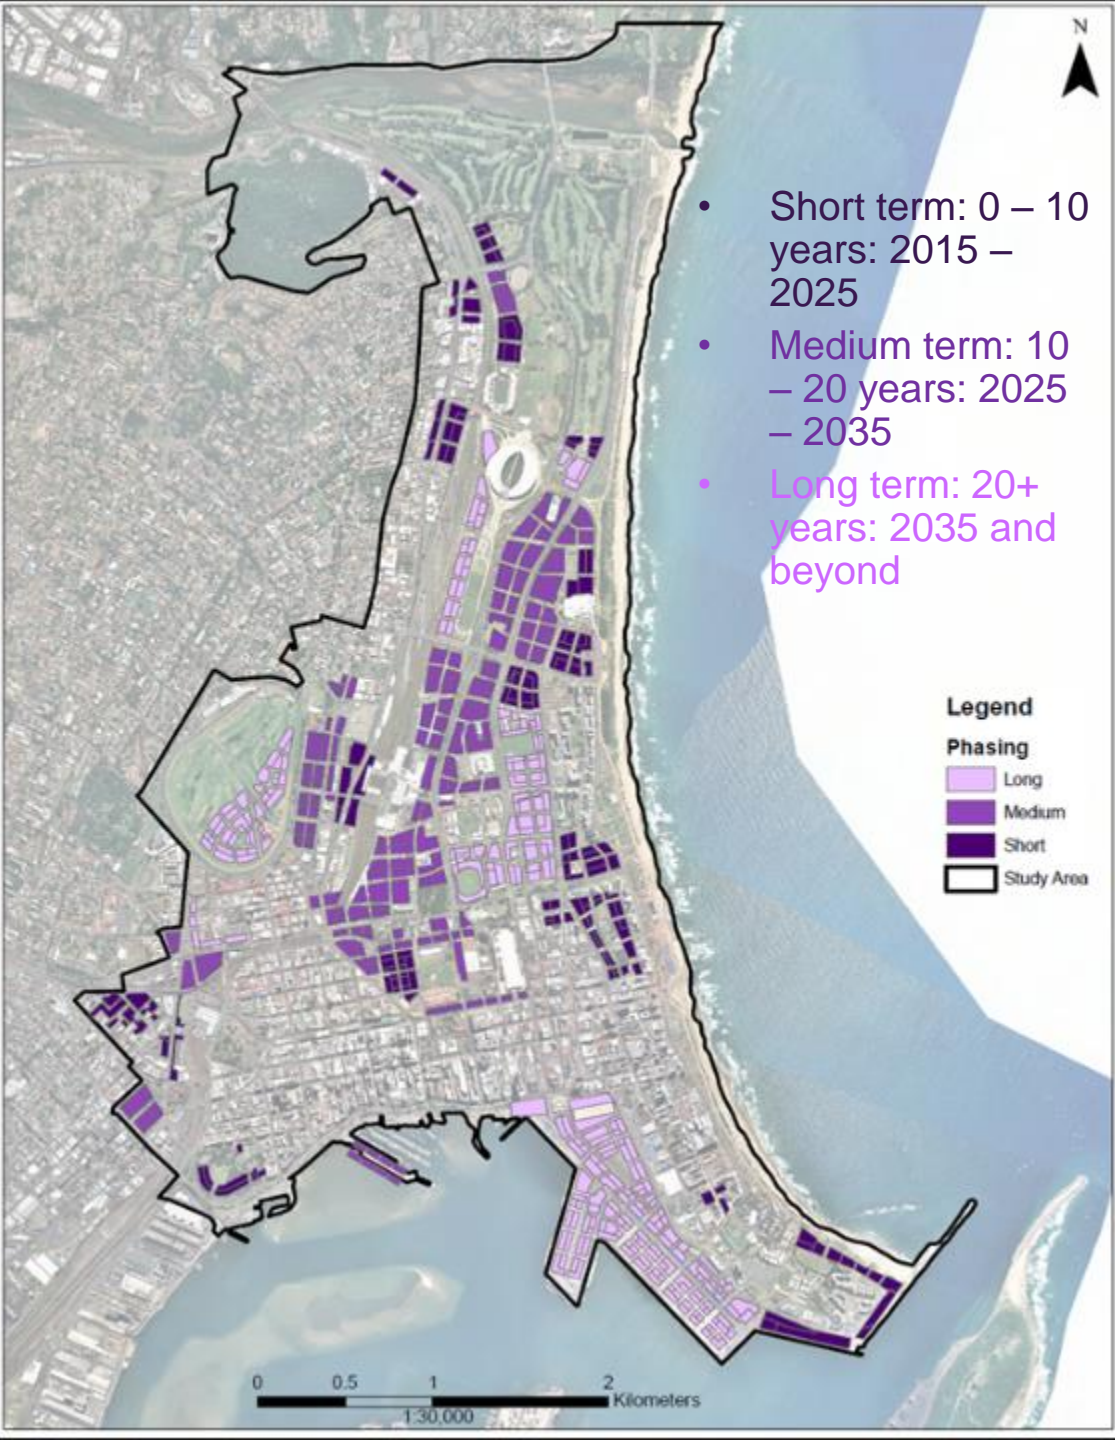 N
• Short term: 0 – 10
years: 2015 –
2025
• Medium term: 10
– 20 years: 2025
– 2035
• Long term: 20+
years: 2035 and
beyond
Legend
Phasing
Long
Medium
Short
Study Area
0 0.5 1 2
Kilometers
1:30,000